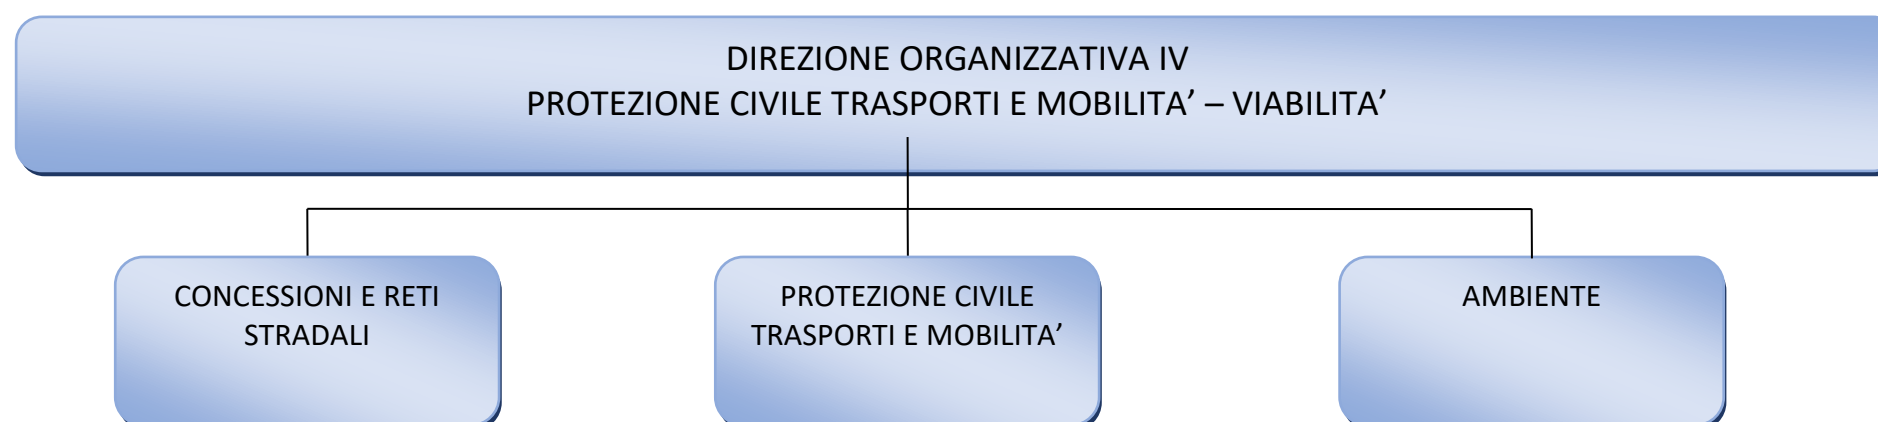 DIREZIONE ORGANIZZATIVA IV
PROTEZIONE CIVILE TRASPORTI E MOBILITA’ – VIABILITA’
CONCESSIONI E RETI
STRADALI
PROTEZIONE CIVILE
TRASPORTI E MOBILITA’
AMBIENTE